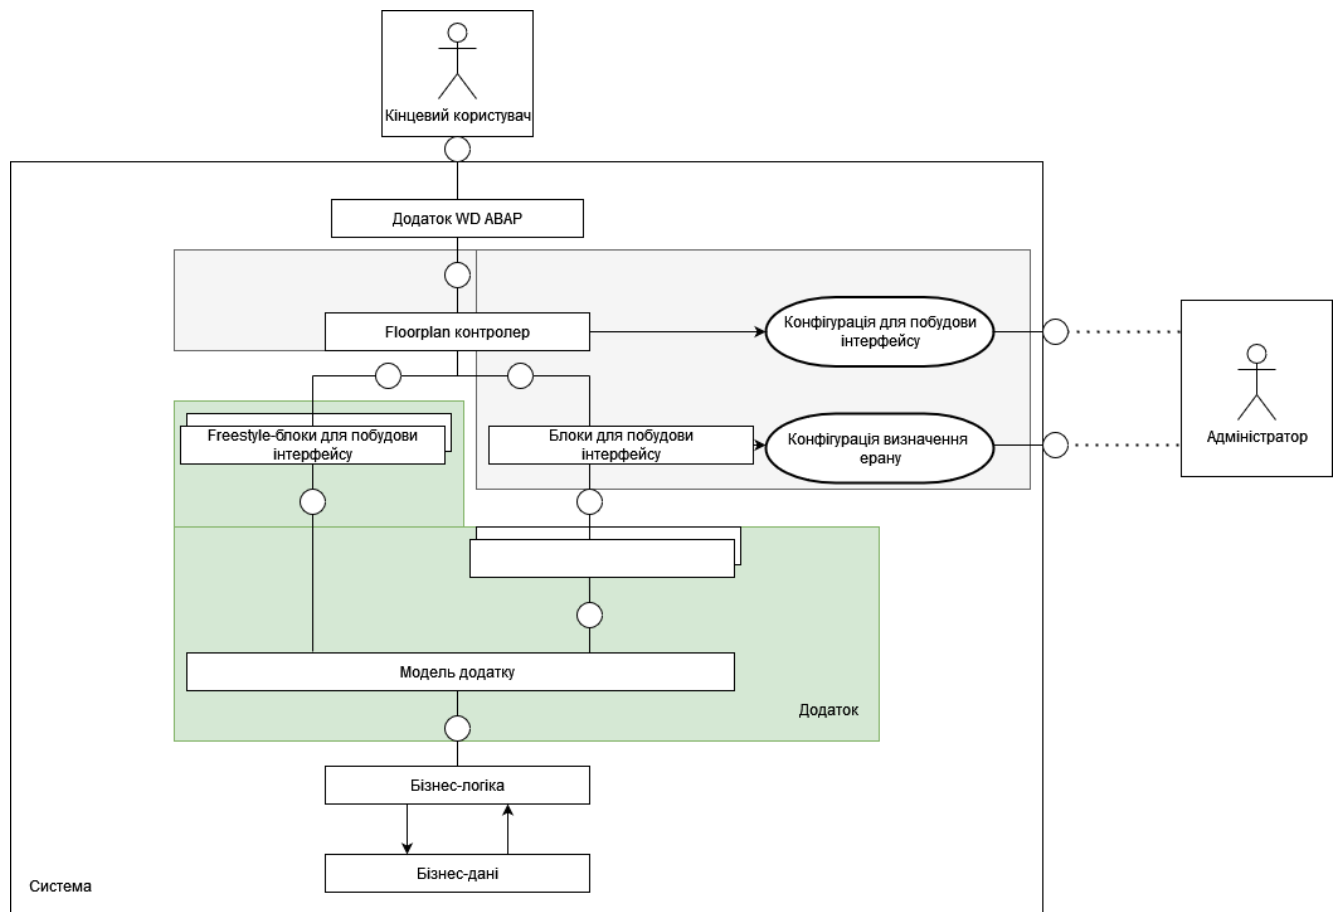 Кінцевий користувач
Додаток WD ABAP
Floorplan контролер
Конфігурація для побудови
інтерфейсу
Freestyle-блоки для побудови
інтерфейсу
Блоки для побудови
інтерфейсу
Конфігурація визначення
ерану
Адміністратор
Модель додатку
Додаток
Бізнес-логіка
Бізнес-дані
Система